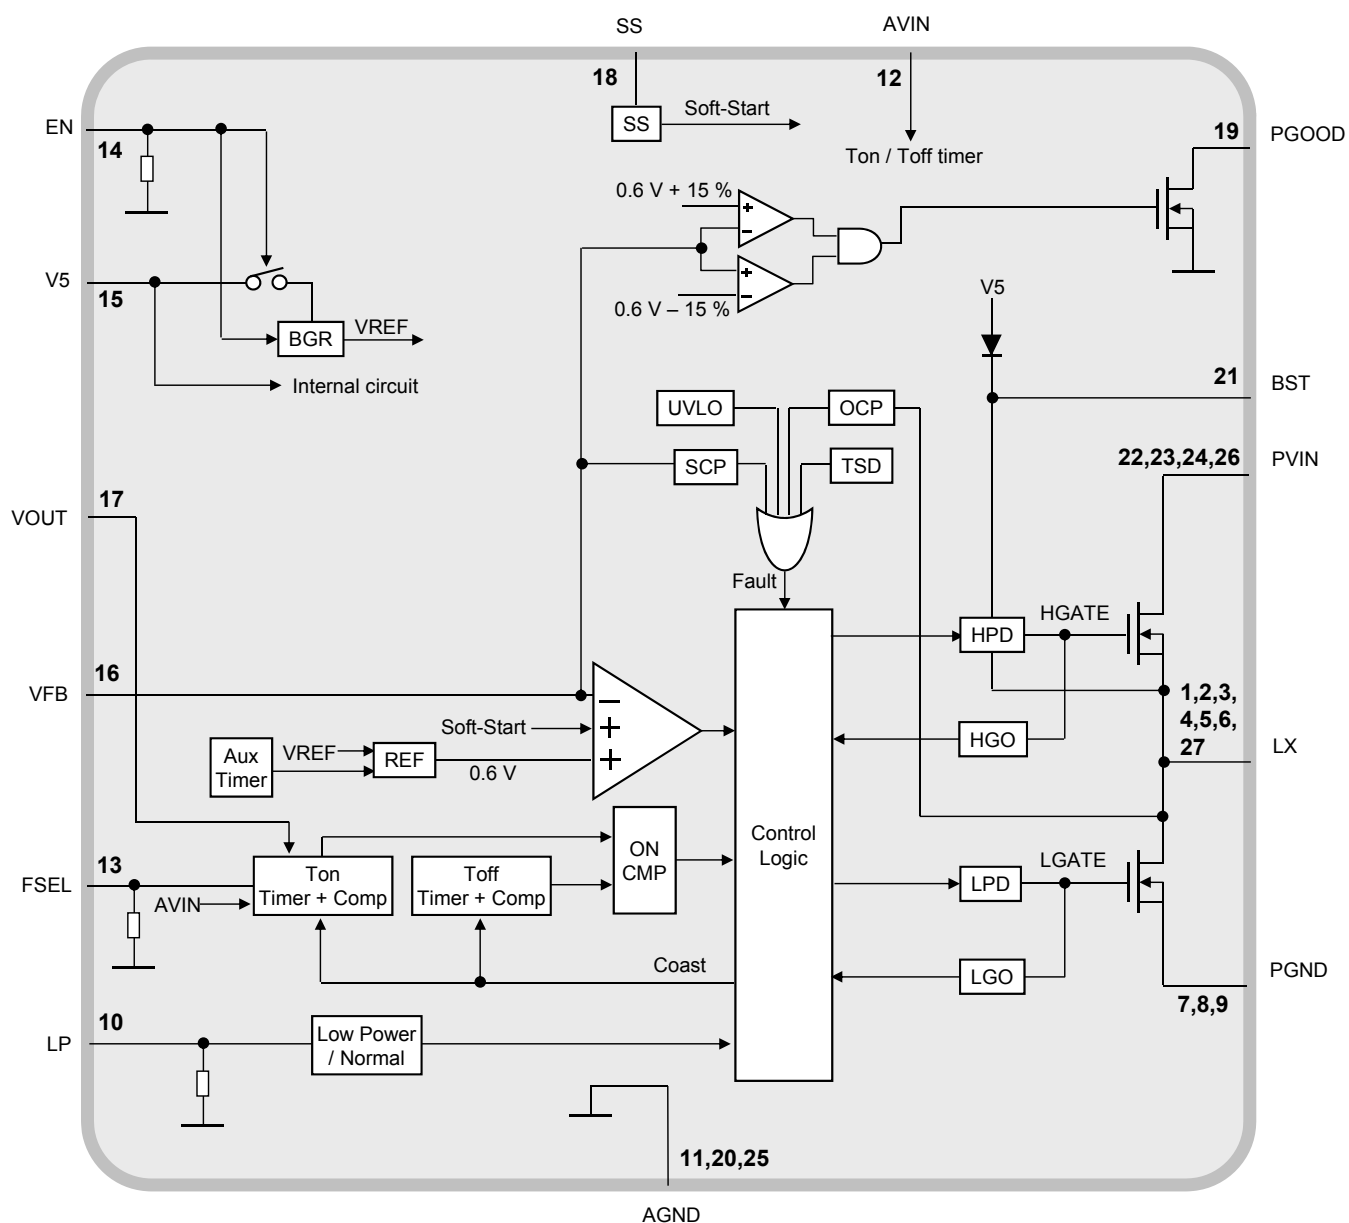 SS
AVIN
18
12
EN
14
SS
Soft-Start
Ton / Toff timer
19
PGOOD
0.6 V + 15 %
+
−
V5
15
+
−
0.6 V – 15 %
V5
BGR
VREF
Internal circuit
21
BST
UVLO
OCP
SCP
TSD
22,23,24,26
PVIN
17
VOUT
Fault
HPD
HGATE
16
VFB
−
+
+
Soft-Start
1,2,3,
4,5,6,
27
LX
Aux
Timer
VREF
REF
0.6 V
HGO
Control
Logic
ON
CMP
13
FSEL
AVIN
Ton
Timer + Comp
Toff
Timer + Comp
LPD
LGATE
Coast
LGO
PGND
7,8,9
10
LP
Low Power
/ Normal
11,20,25
AGND